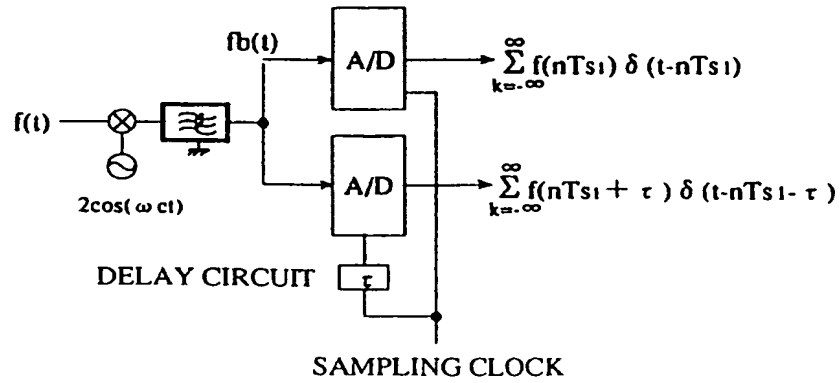 fb(t)
A/D
∞
∑ f(nTs1) δ (t-nTs1)
k=-∞
f(t)
2cos(ωct)
A/D
∞
∑ f(nTs1+ τ ) δ (t-nTs1- τ )
k=-∞
DELAY CIRCUIT
τ
SAMPLING CLOCK